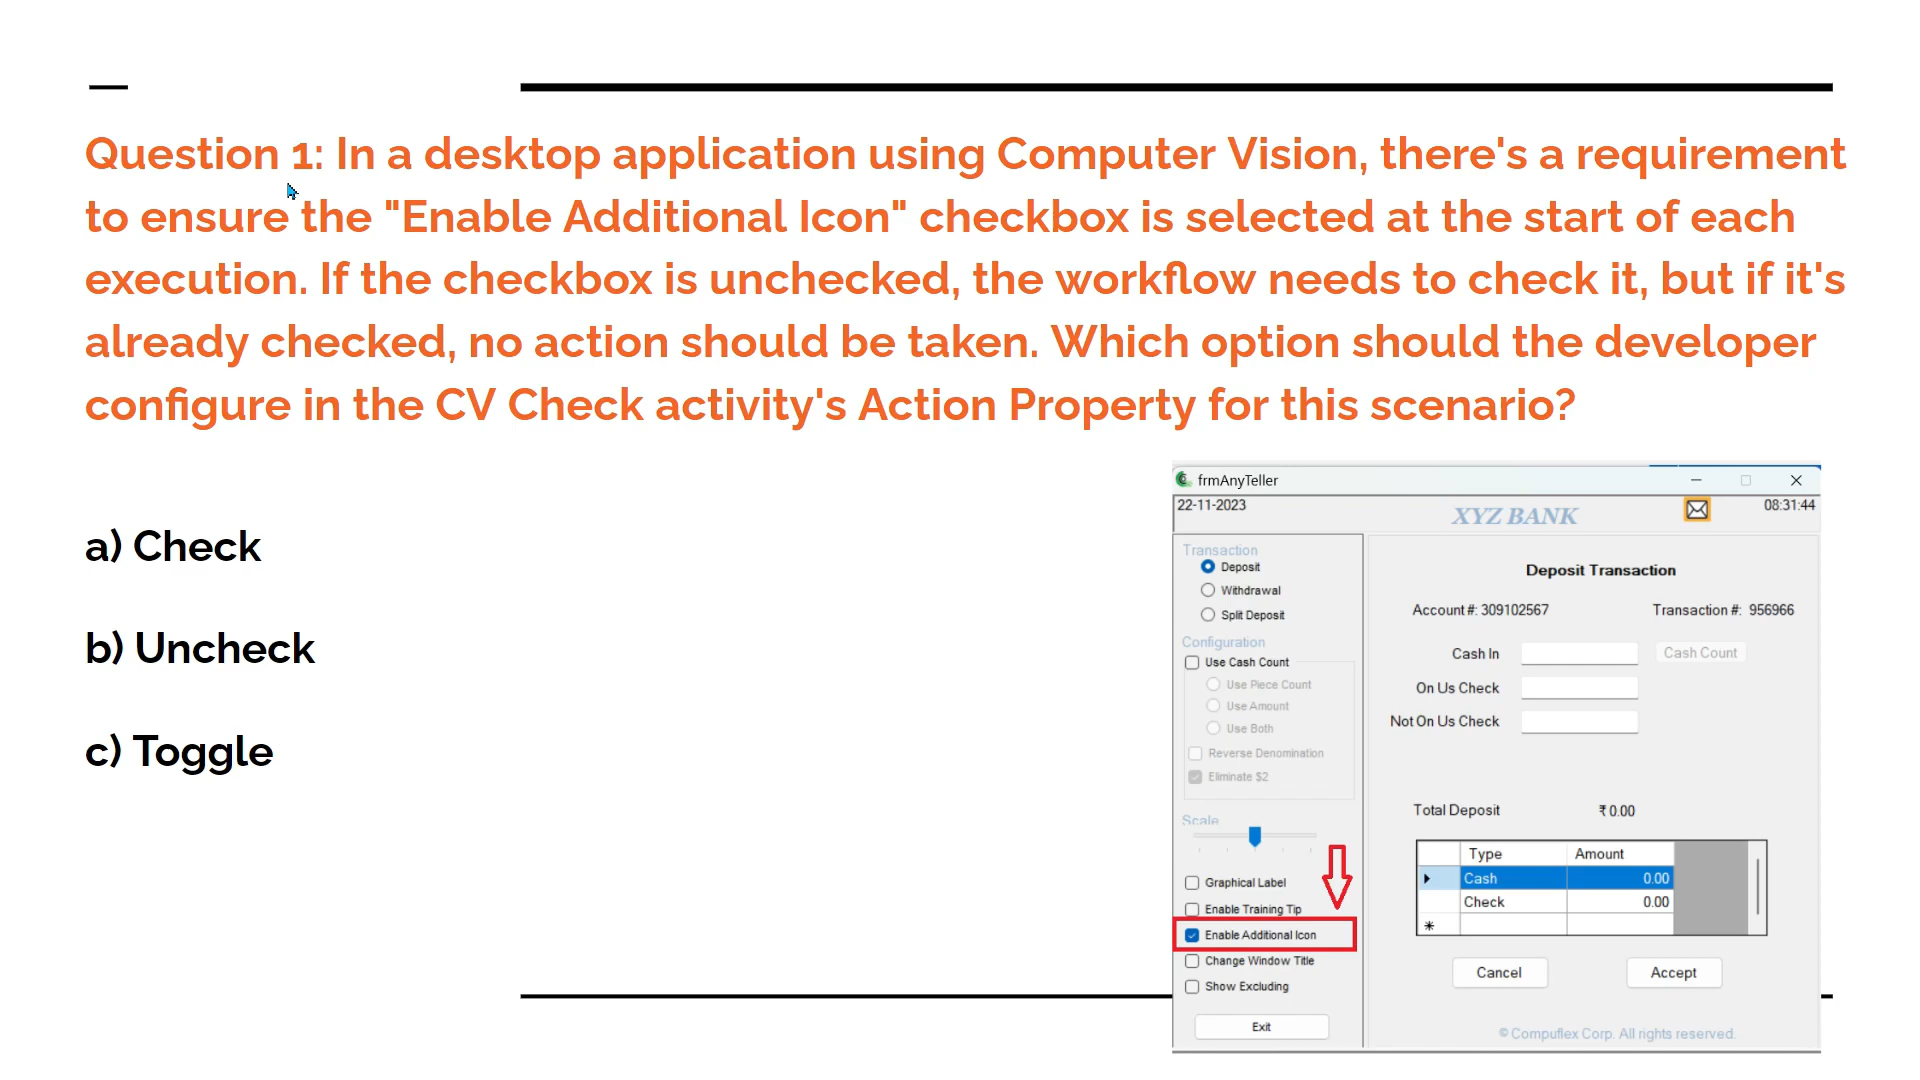 Question 1: In a desktop application using Computer Vision, there's a requirement
to ensure the "Enable Additional Icon" checkbox is selected at the start of each
execution. If the checkbox is unchecked, the workflow needs to check it, but if it's
already checked, no action should be taken. Which option should the developer
configure in the CV Check activity's Action Property for this scenario?
a) Check
b) Uncheck
c) Toggle
frmAnyTeller
22-11-2023
XYZ BANK
08:31:44
Transaction
Deposit
Withdrawal
Split Deposit
Configuration
Use Cash Count
Use Piece Count
Use Amount
Use Both
Reverse Denomination
Eliminate $2
Scale
Graphical Label
Enable Training Tip
Enable Additional Icon
Change Window Title
Show Excluding
Exit
Deposit Transaction
Account #: 309102567 Transaction #: 956966
Cash In Cash Count
On Us Check
Not On Us Check
Total Deposit ₹ 0.00
Type Amount
Cash 0.00
Check 0.00
Cancel Accept
© Compuflex Corp. All rights reserved.